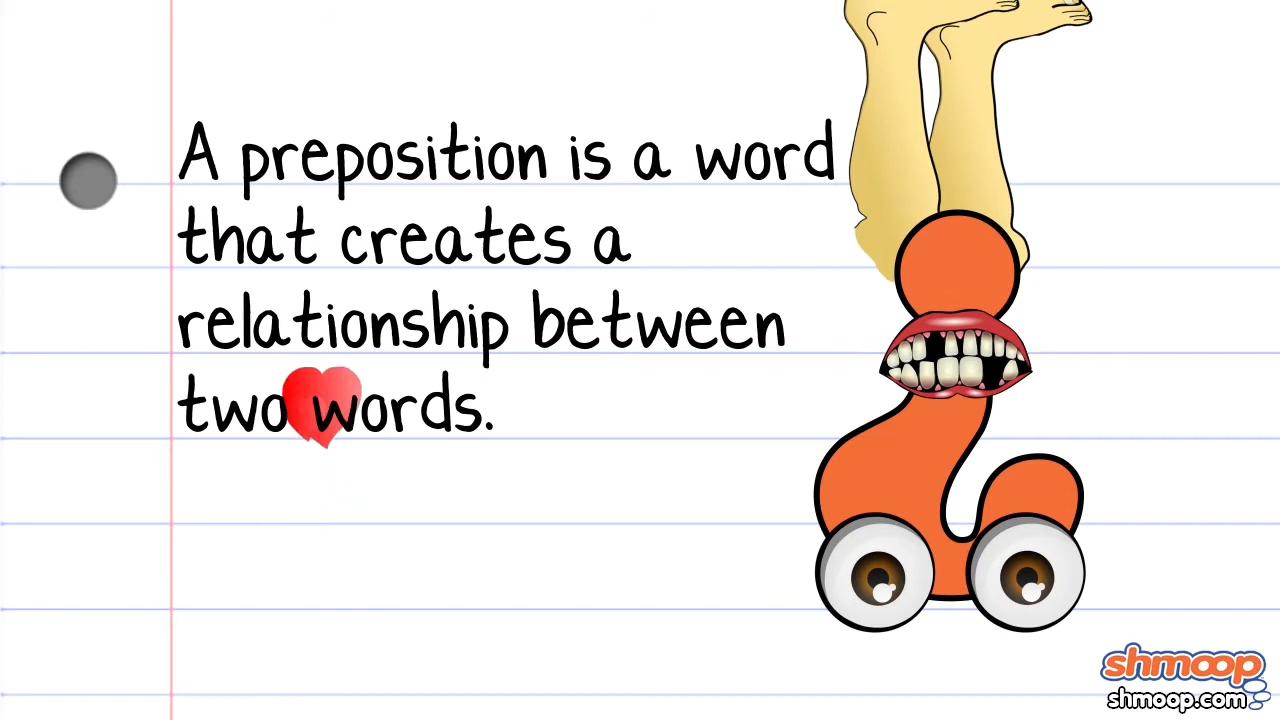 A preposition is a word
that creates a
relationship between
two words.
shmoop
shmoop.com